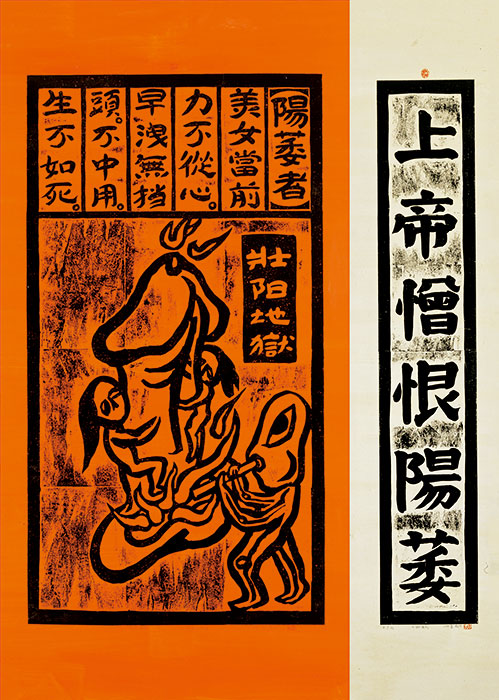 上帝憎恨陽萎
【陽萎者】
美女當前
力不從心。
早洩無挡
頭。不中用。
生不如死。
壯阳地獄